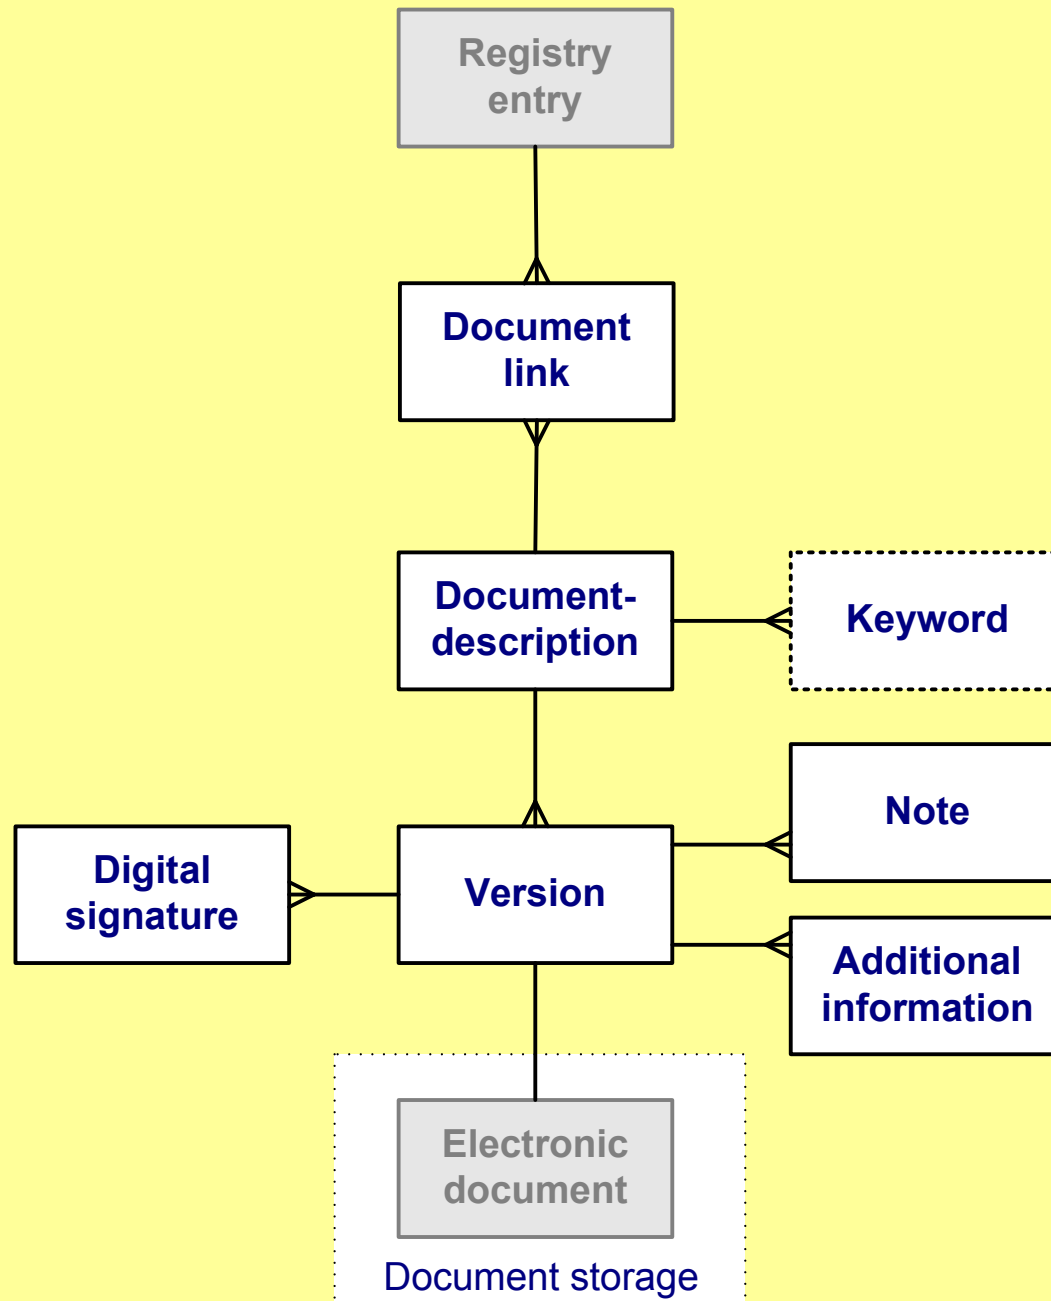 Registry
entry
Document
link
Document-
description
Keyword
Note
Digital
signature
Version
Additional
information
Electronic
document
Document storage